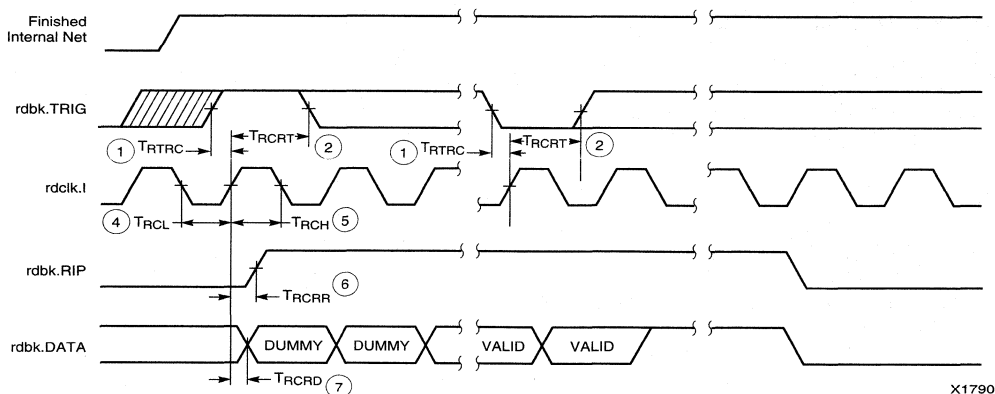 Finished
Internal Net
rdbk.TRIG
1 TRTRC TRCRT 2 1 TRTRC TRCRT 2
rdclk.I
4 TRCL TRCH 5
rdbk.RIP
TRCRR 6
rdbk.DATA DUMMY DUMMY VALID VALID
TRCRD 7
X1790